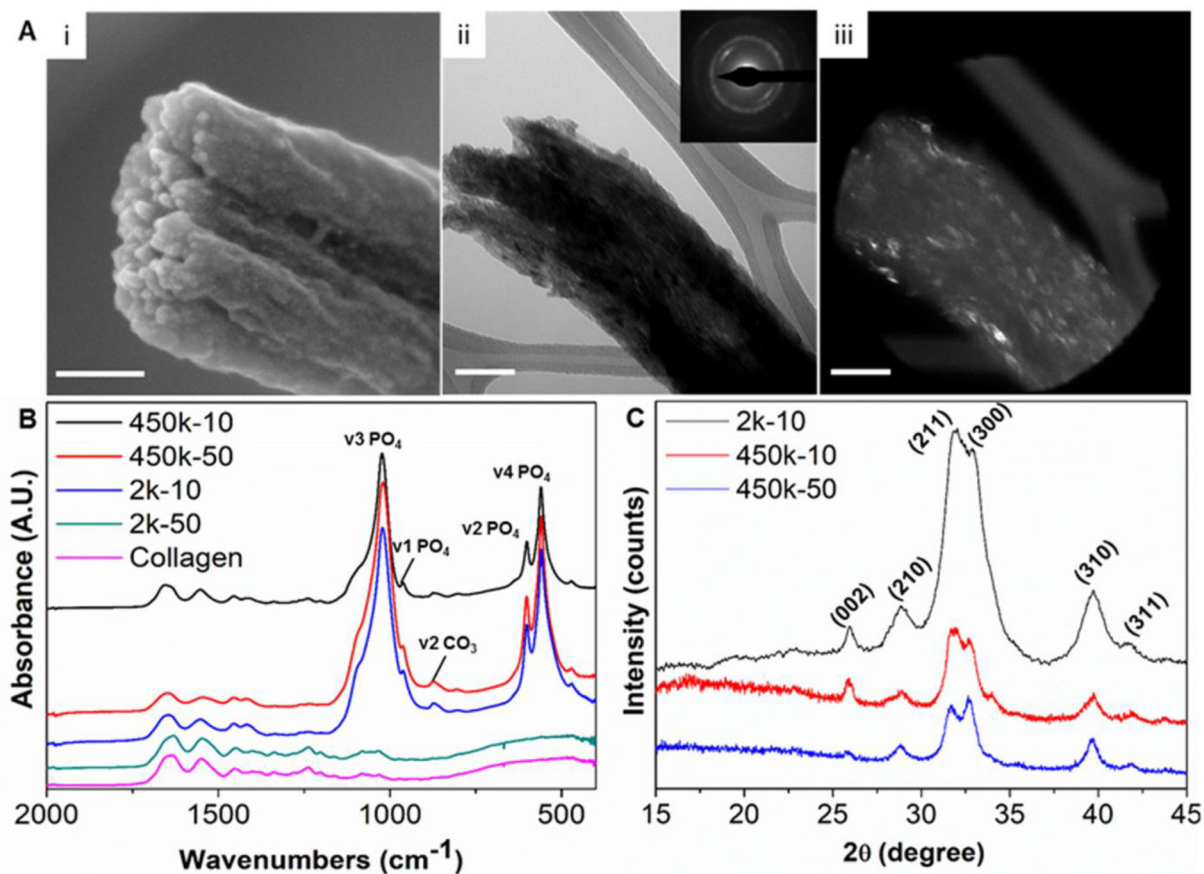 A
i
ii
iii
B
450k-10
450k-50
2k-10
2k-50
Collagen
v3 PO₄
v1 PO₄
v2 CO₃
v2 PO₄
v4 PO₄
Absorbance (A.U.)
2000
1500
1000
500
Wavenumbers (cm⁻¹)
C
2k-10
450k-10
450k-50
(002)
(210)
(211)
(300)
(310)
(311)
Intensity (counts)
15
20
25
30
35
40
45
2θ (degree)